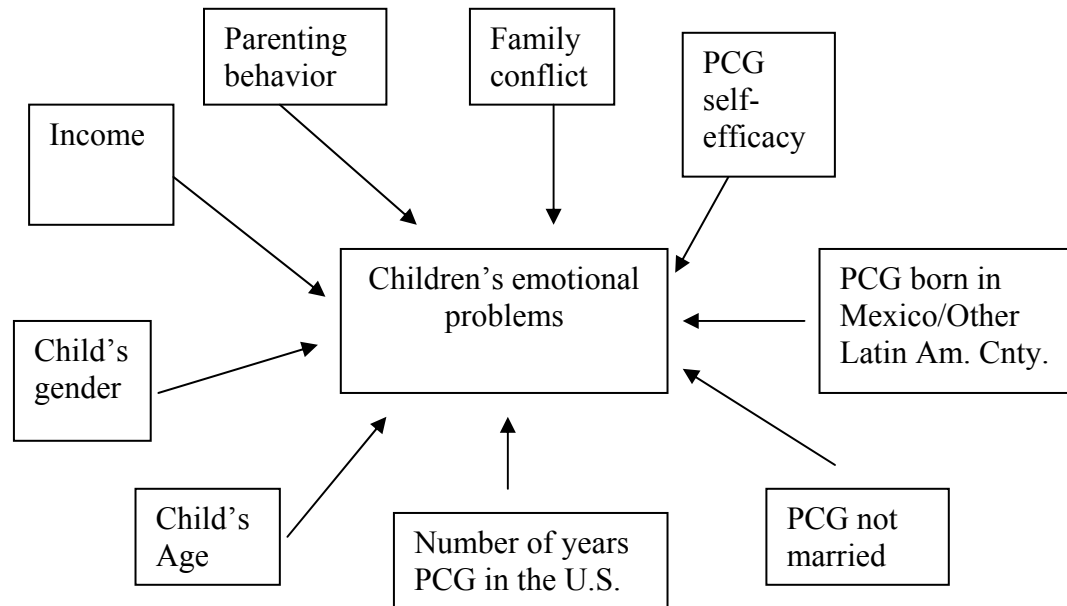 Parenting
behavior
Family
conflict
PCG
self-
efficacy
Income
Children’s emotional
problems
PCG born in
Mexico/Other
Latin Am. Cnty.
Child’s
gender
Child’s
Age
Number of years
PCG in the U.S.
PCG not
married